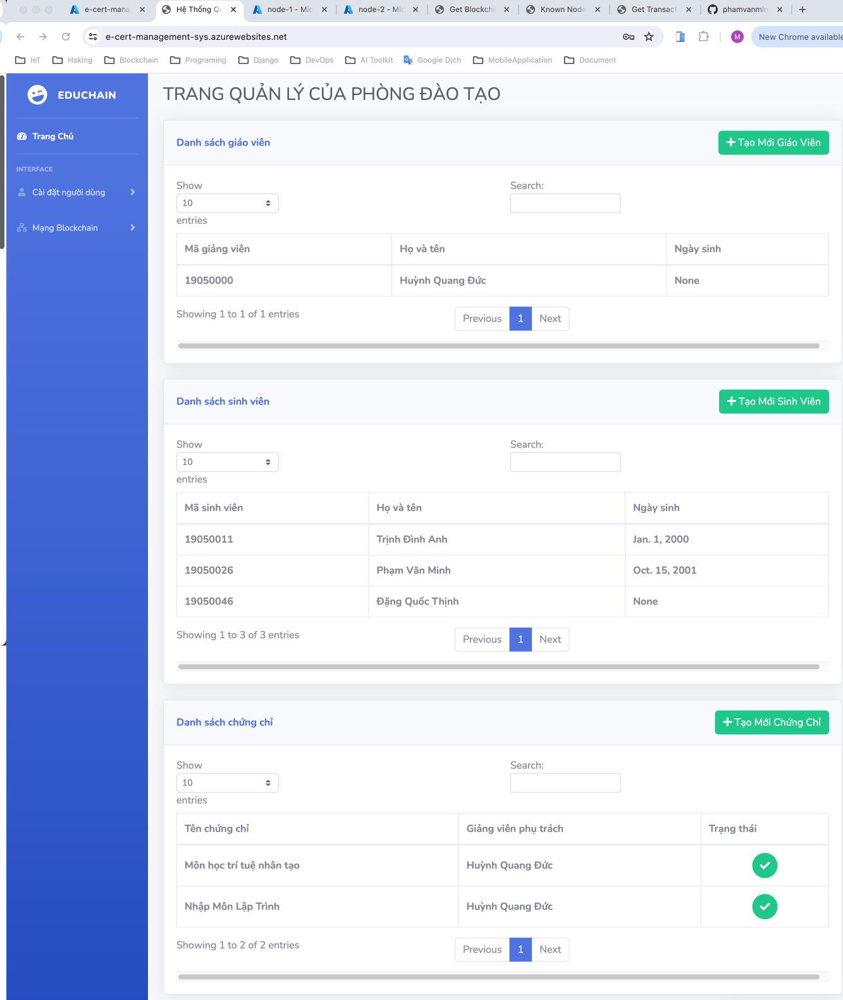 e-cert-mana
Hệ Thống Qu
node-1 - Mic
node-2 - Mic
Get Blockcha
Known Node
Get Transact
phamvanmin
e-cert-management-sys.azurewebsites.net
M
New Chrome available
IoT
Haking
Blockchain
Programing
Django
DevOps
AI Toolkit
Google Dịch
MobileApplication
Document
EDUCHAIN
Trang Chủ
INTERFACE
Cài đặt người dùng
Mạng Blockchain
TRANG QUẢN LÝ CỦA PHÒNG ĐÀO TẠO
Danh sách giáo viên
Tạo Mới Giáo Viên
Show
10
entries
Search:
Mã giảng viên Họ và tên Ngày sinh
19050000 Huỳnh Quang Đức None
Showing 1 to 1 of 1 entries
Previous 1 Next
Danh sách sinh viên
Tạo Mới Sinh Viên
Show
10
entries
Search:
Mã sinh viên Họ và tên Ngày sinh
19050011 Trịnh Đình Anh Jan. 1, 2000
19050026 Phạm Văn Minh Oct. 15, 2001
19050046 Đặng Quốc Thịnh None
Showing 1 to 3 of 3 entries
Previous 1 Next
Danh sách chứng chỉ
Tạo Mới Chứng Chỉ
Show
10
entries
Search:
Tên chứng chỉ Giảng viên phụ trách Trạng thái
Môn học trí tuệ nhân tạo Huỳnh Quang Đức
Nhập Môn Lập Trình Huỳnh Quang Đức
Showing 1 to 2 of 2 entries
Previous 1 Next